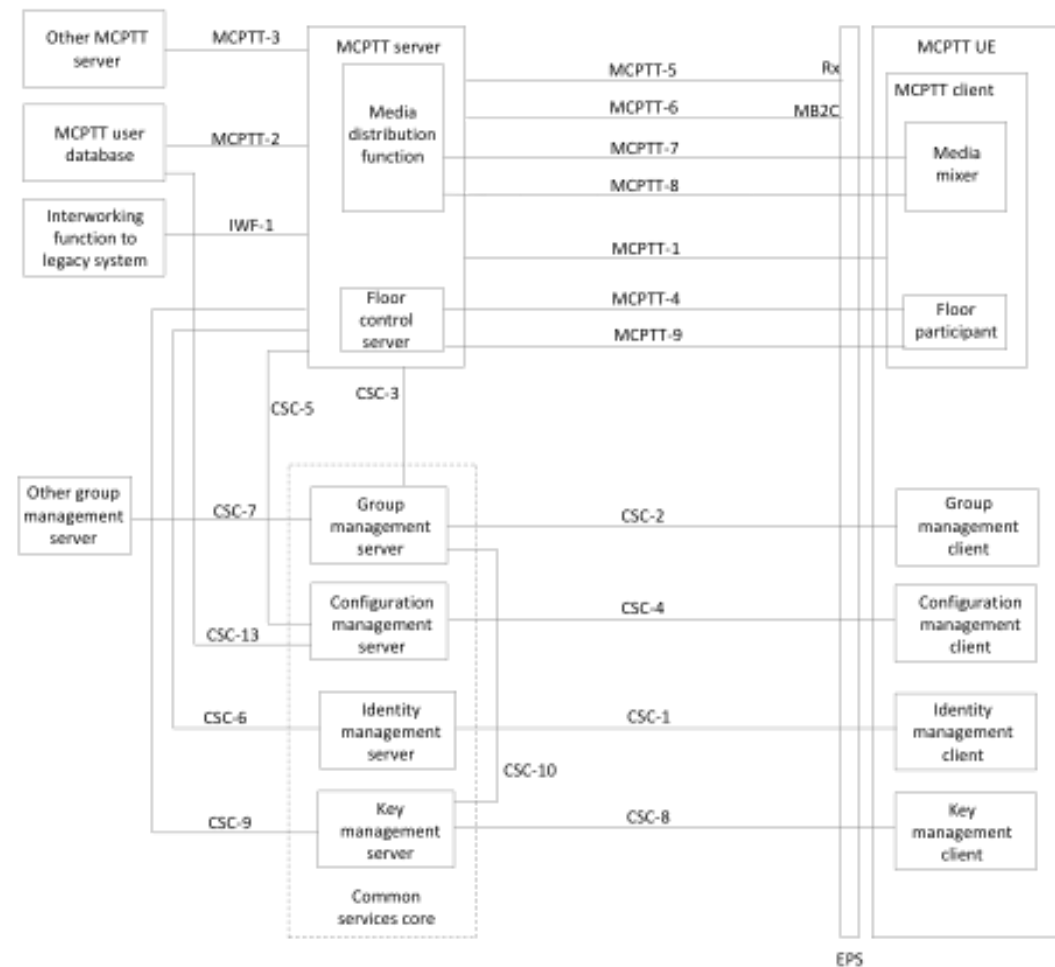 Other MCPTT
server
MCPTT-3
MCPTT server
MCPTT UE
MCPTT-5
Rx
MCPTT client
MCPTT-6
MB2C
Media
distribution
function
MCPTT user
database
MCPTT-2
MCPTT-7
Media
mixer
MCPTT-8
Interworking
function to
legacy system
IWF-1
MCPTT-1
Floor
control
server
MCPTT-4
Floor
participant
MCPTT-9
CSC-3
CSC-5
Other group
management
server
CSC-7
Group
management
server
CSC-2
Group
management
client
Configuration
management
server
CSC-4
Configuration
management
client
CSC-13
Identity
management
server
CSC-6
CSC-1
Identity
management
client
CSC-10
Key
management
server
CSC-9
CSC-8
Key
management
client
Common
services core
EPS